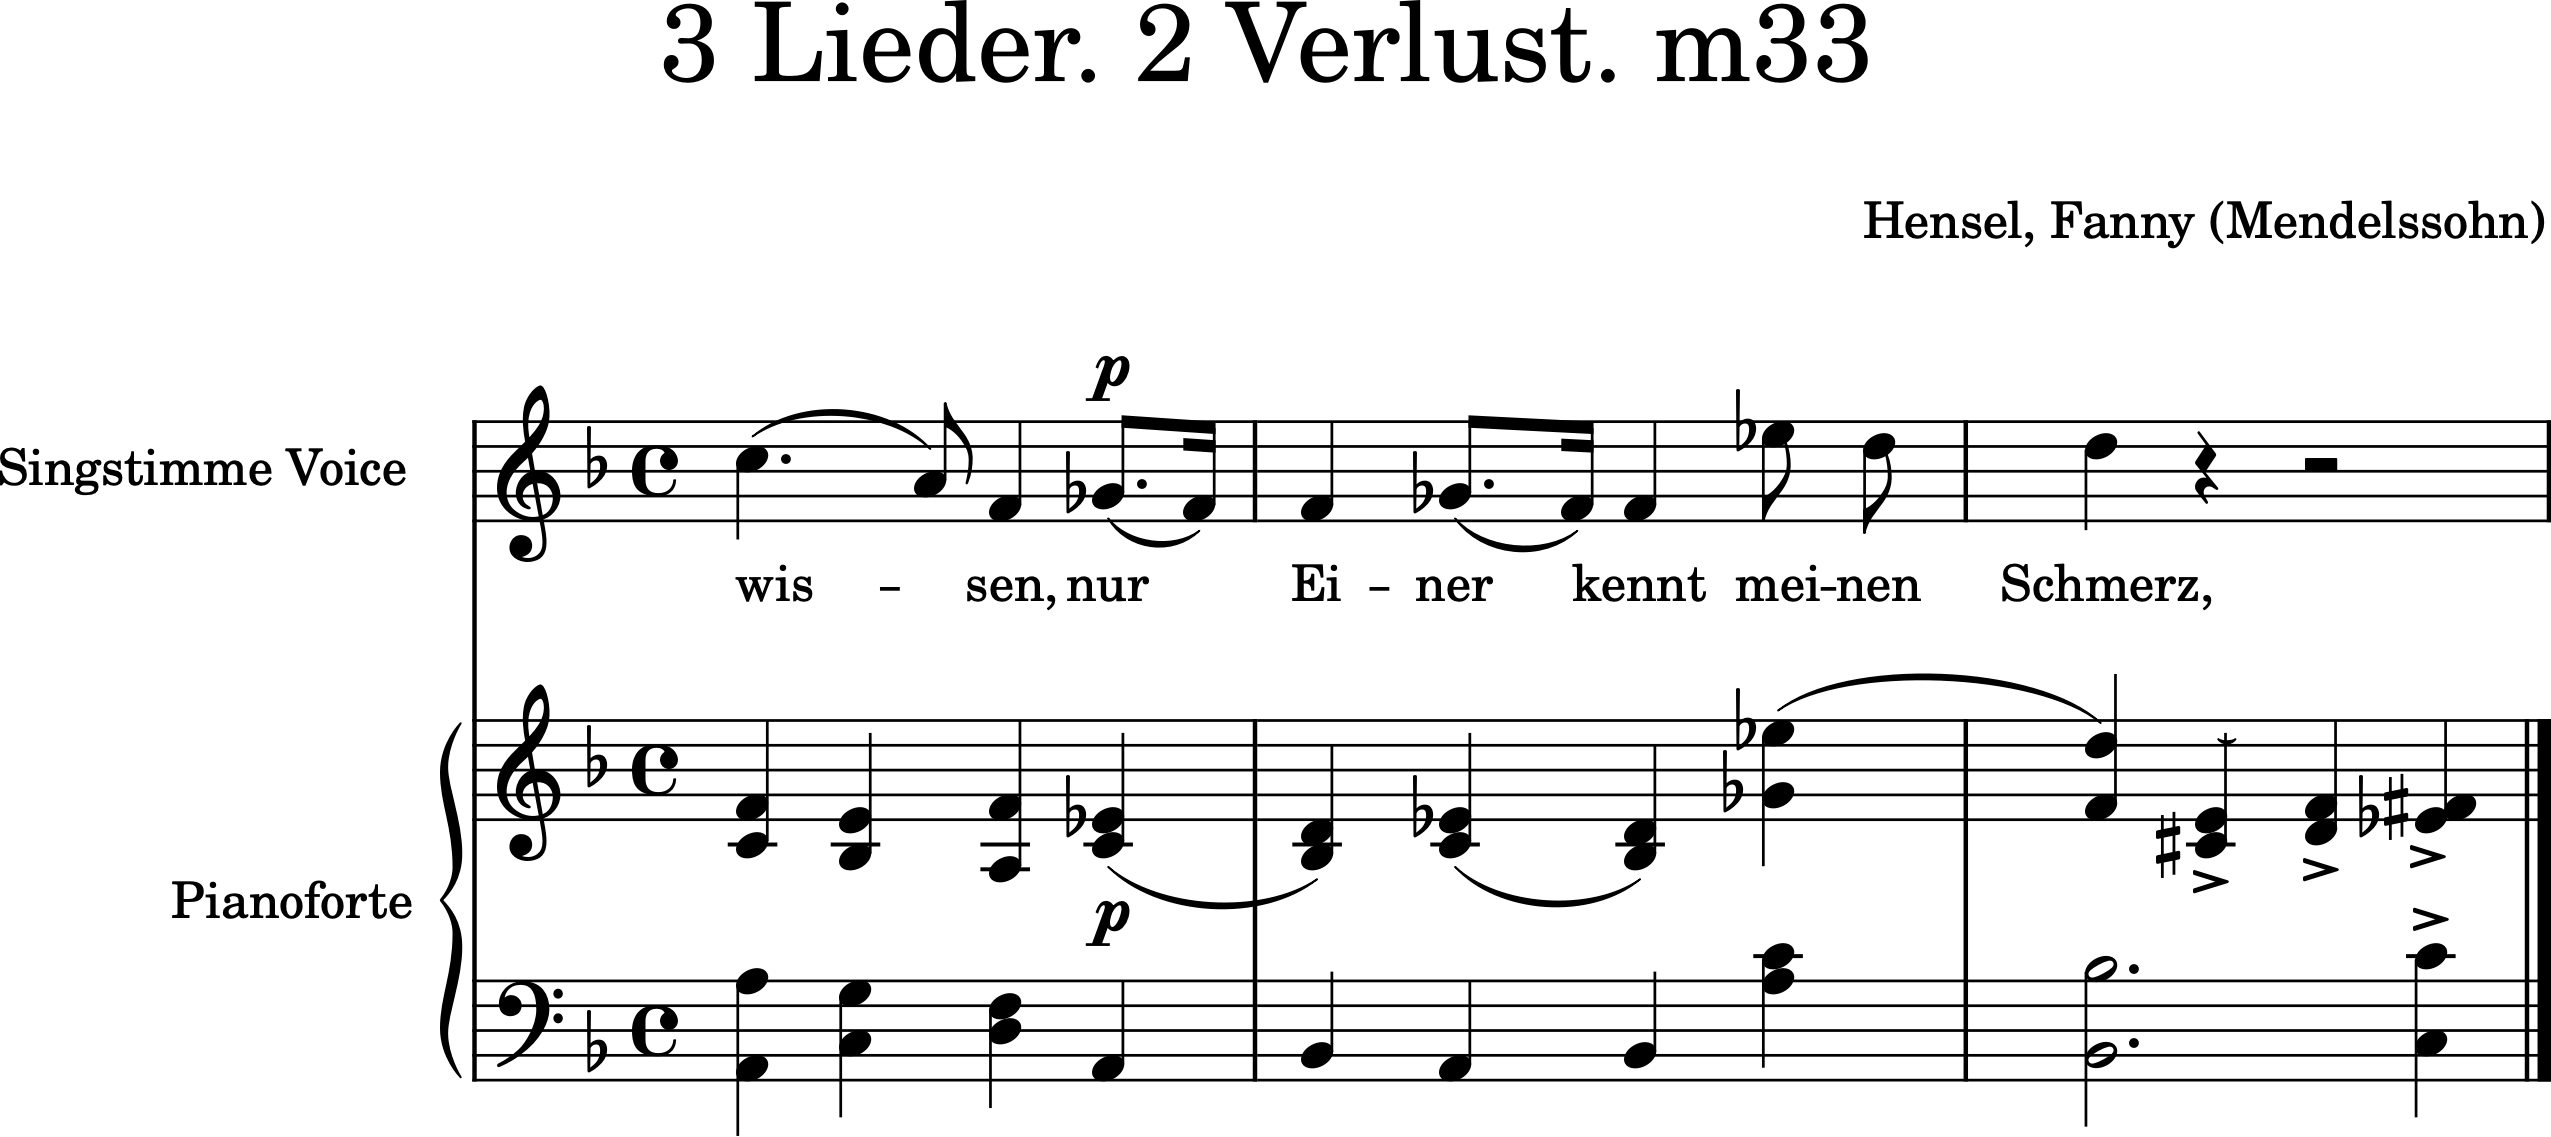 3 Lieder. 2 Verlust. m33
Hensel, Fanny (Mendelssohn)
p
Singstimme Voice
wis - sen, nur Ei - ner kennt mei-nen Schmerz,
Pianoforte
p